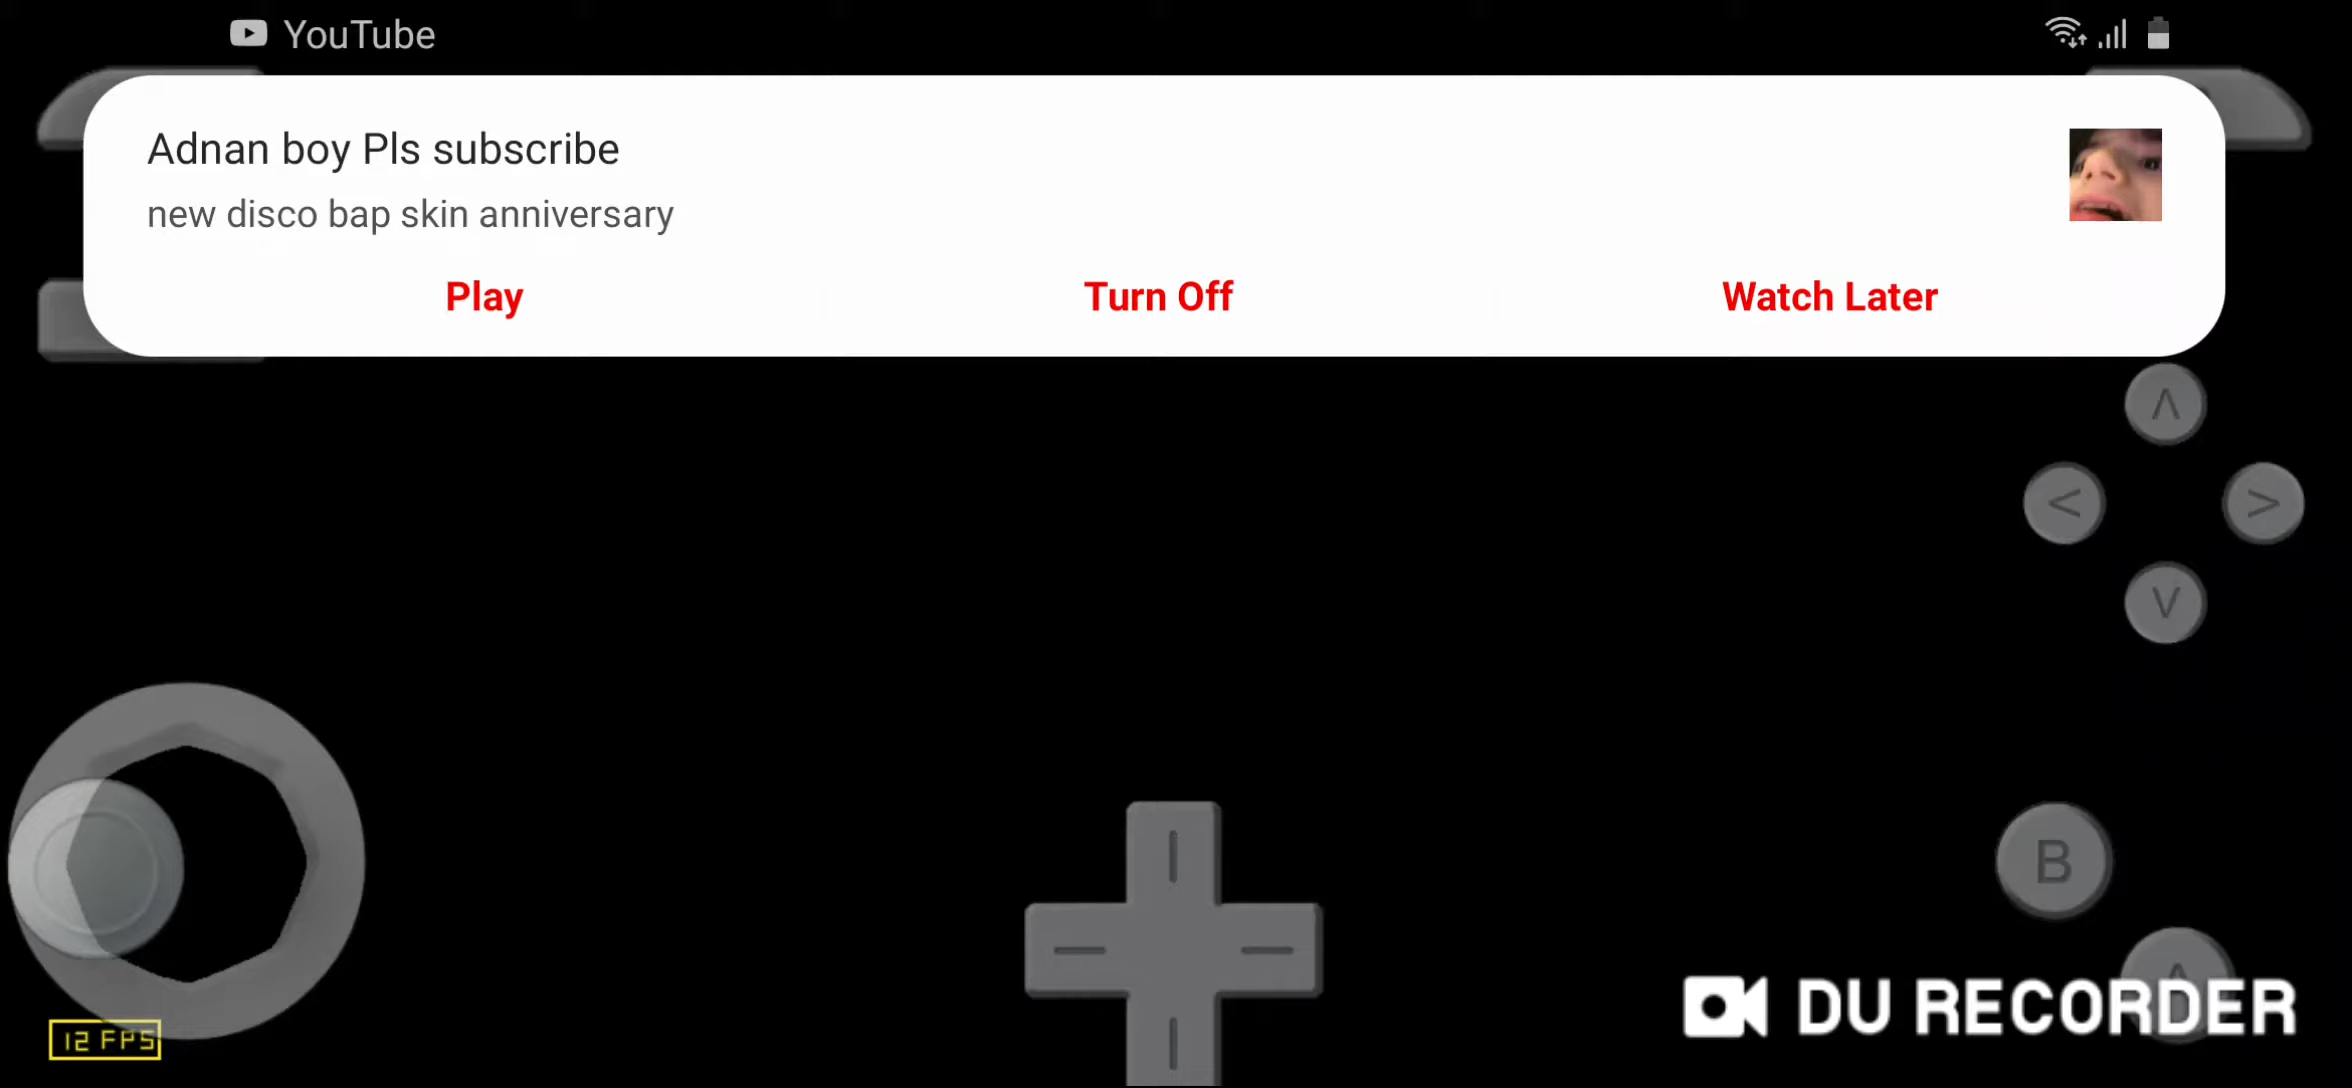 YouTube
Adnan boy Pls subscribe
new disco bap skin anniversary
Play
Turn Off
Watch Later
B
A
DU RECORDER
12 FPS